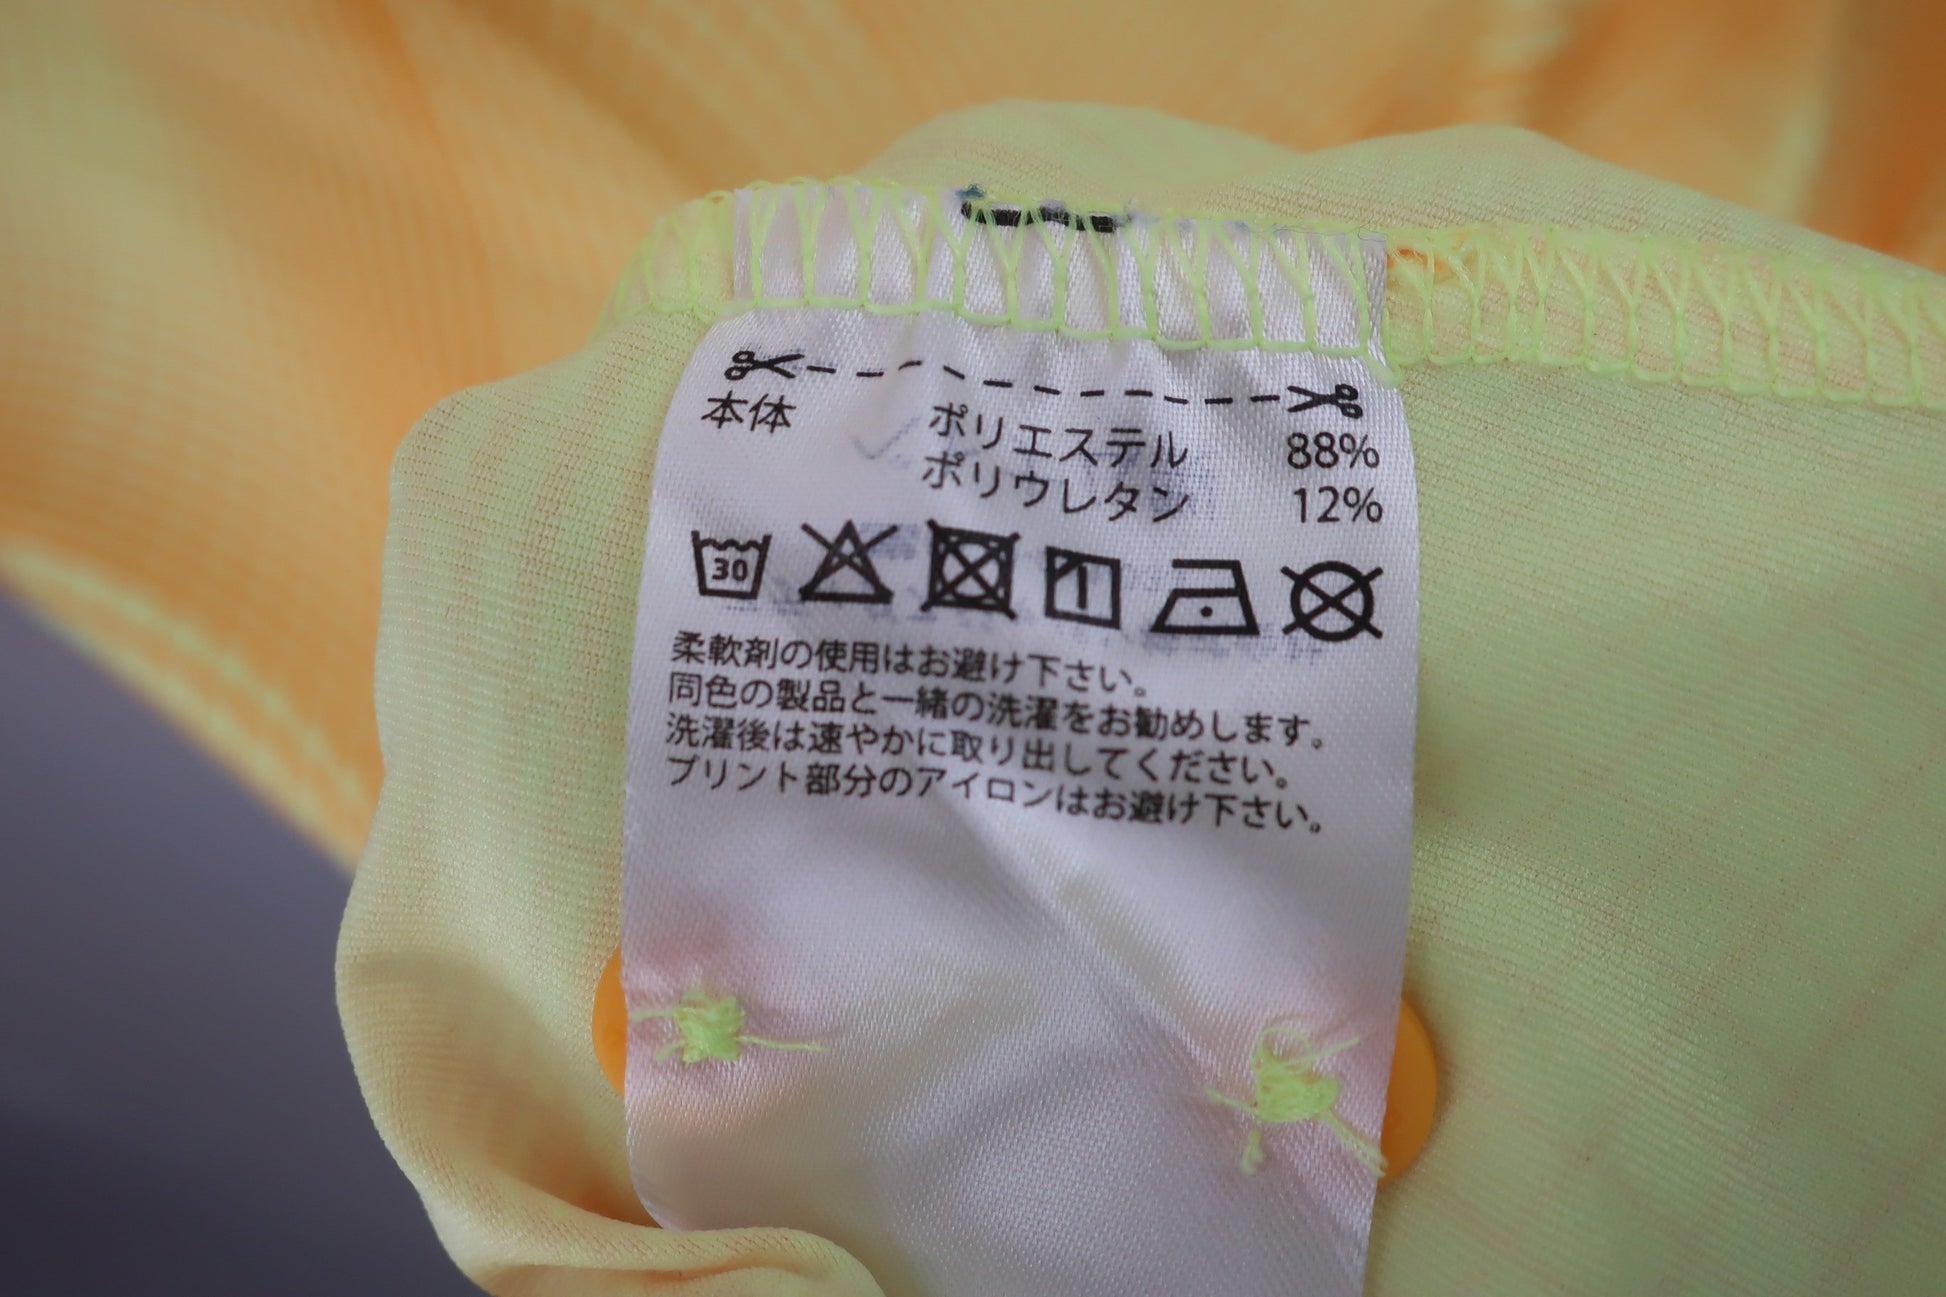 本体 ポリエステル 88%
ポリウレタン 12%
30
柔軟剤の使用はお避け下さい。
同色の製品と一緒の洗濯をお勧めします。
洗濯後は速やかに取り出してください。
プリント部分のアイロンはお避け下さい。